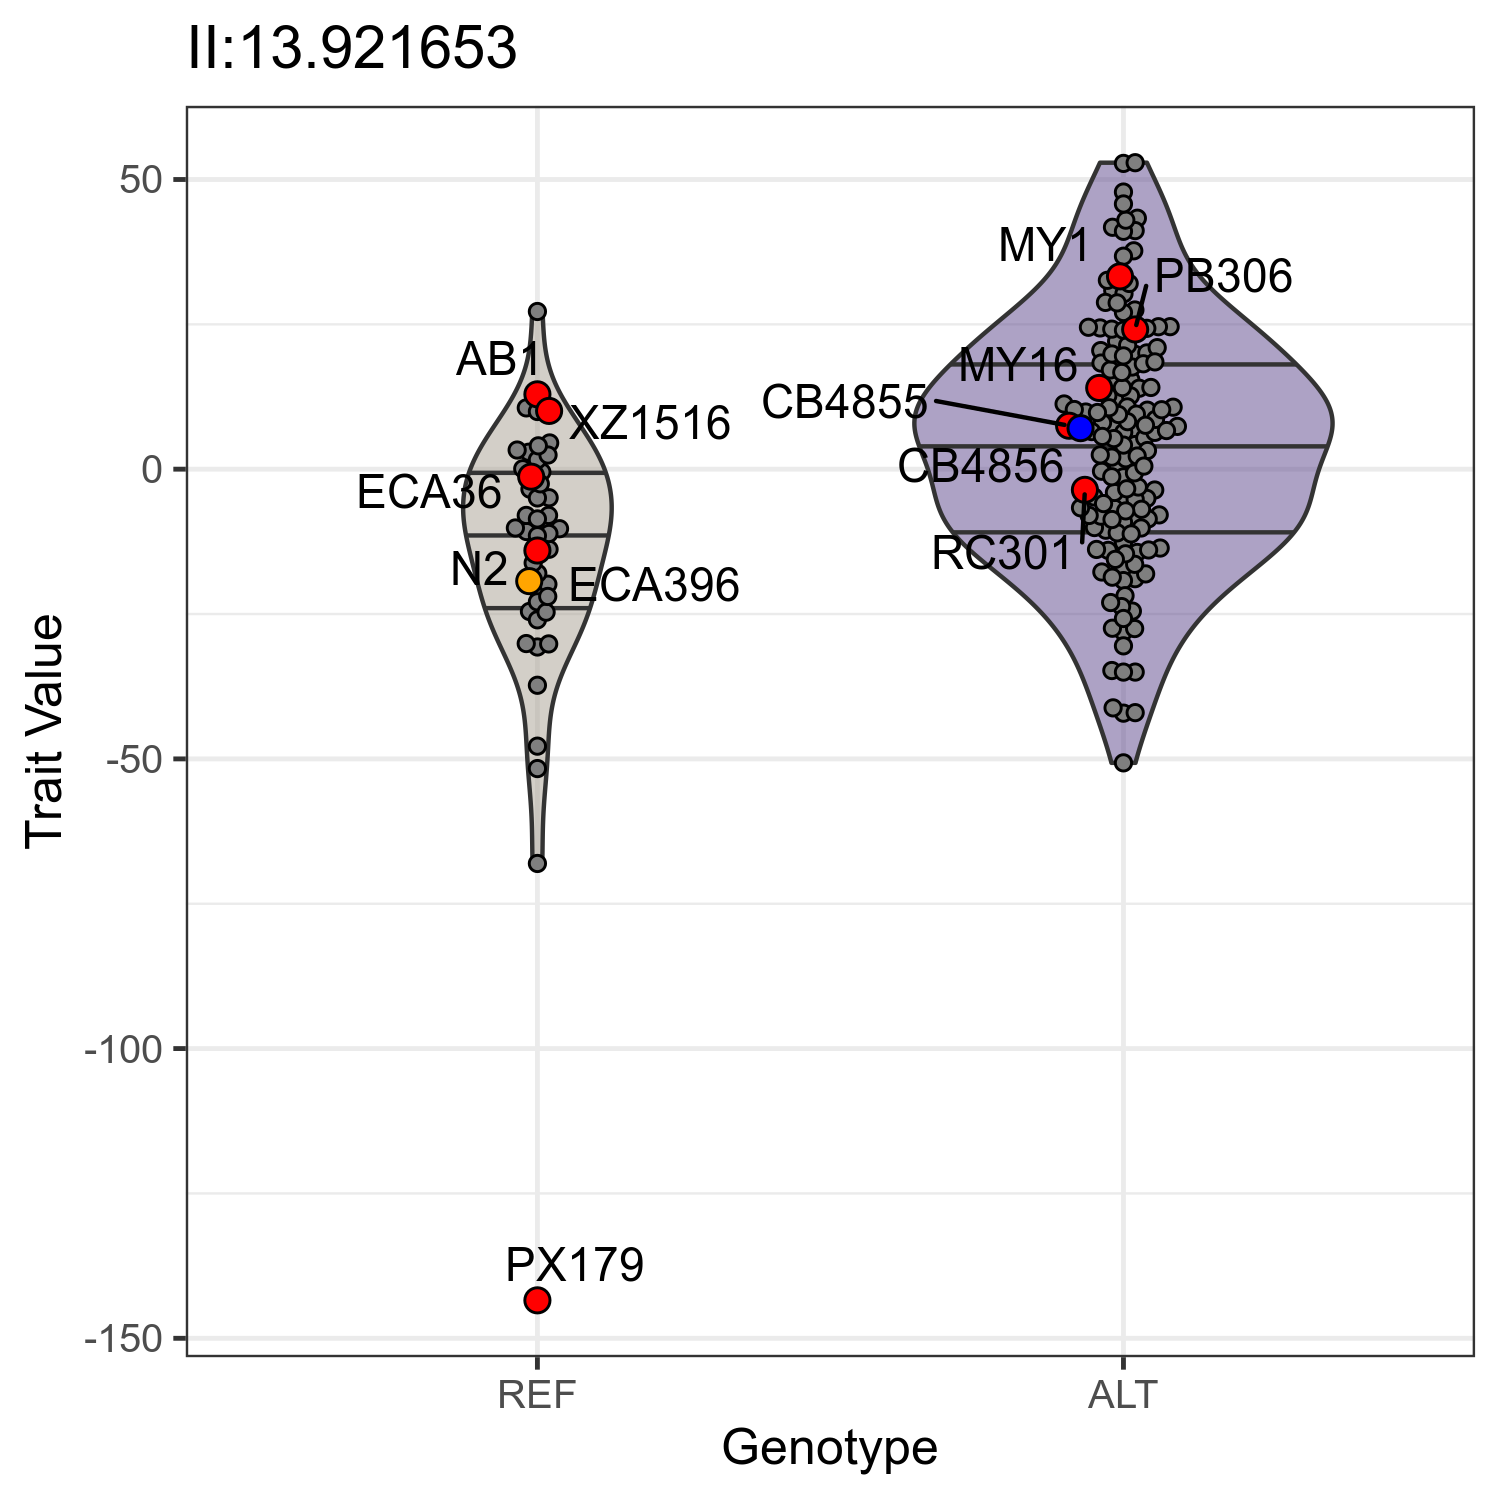 II:13.921653
Trait Value
50
0
-50
-100
-150
MY1
PB306
AB1
MY16
CB4855
XZ1516
CB4856
ECA36
RC301
N2
ECA396
PX179
REF
ALT
Genotype